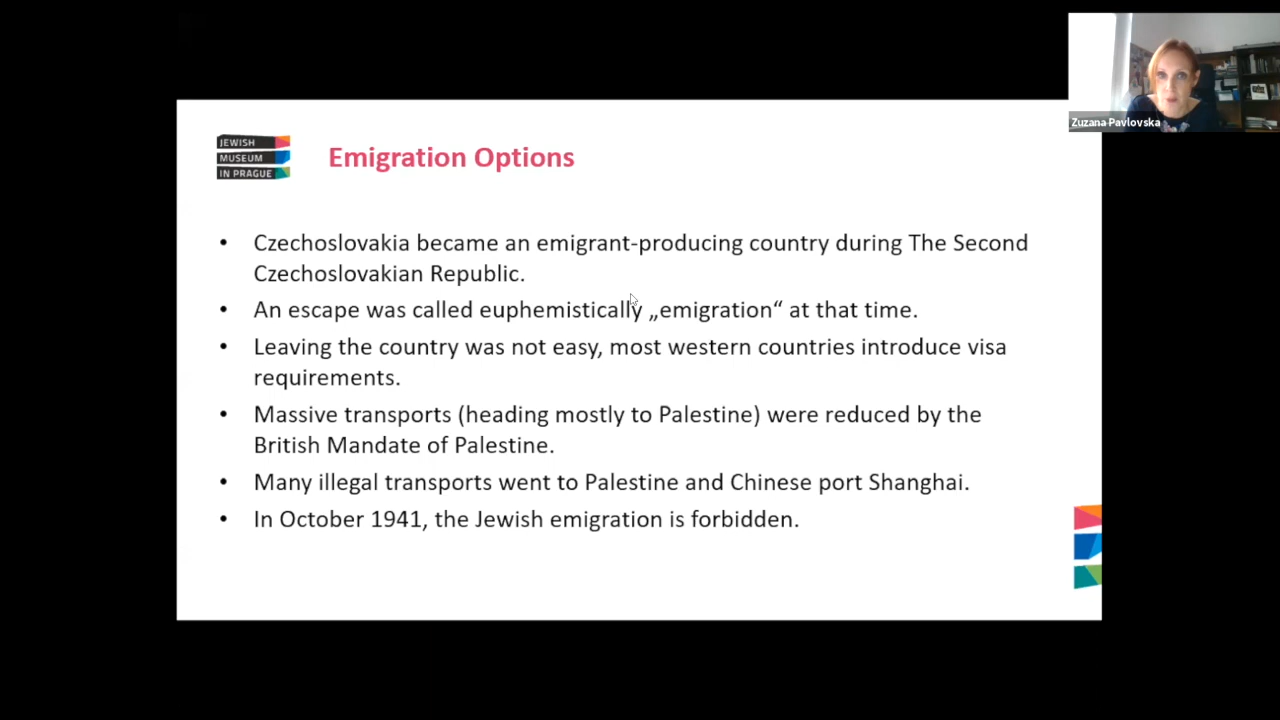 Zuzana Pavlovska
JEWISH
MUSEUM
IN PRAGUE
Emigration Options
• Czechoslovakia became an emigrant-producing country during The Second
Czechoslovakian Republic.
• An escape was called euphemistically „emigration“ at that time.
• Leaving the country was not easy, most western countries introduce visa
requirements.
• Massive transports (heading mostly to Palestine) were reduced by the
British Mandate of Palestine.
• Many illegal transports went to Palestine and Chinese port Shanghai.
• In October 1941, the Jewish emigration is forbidden.